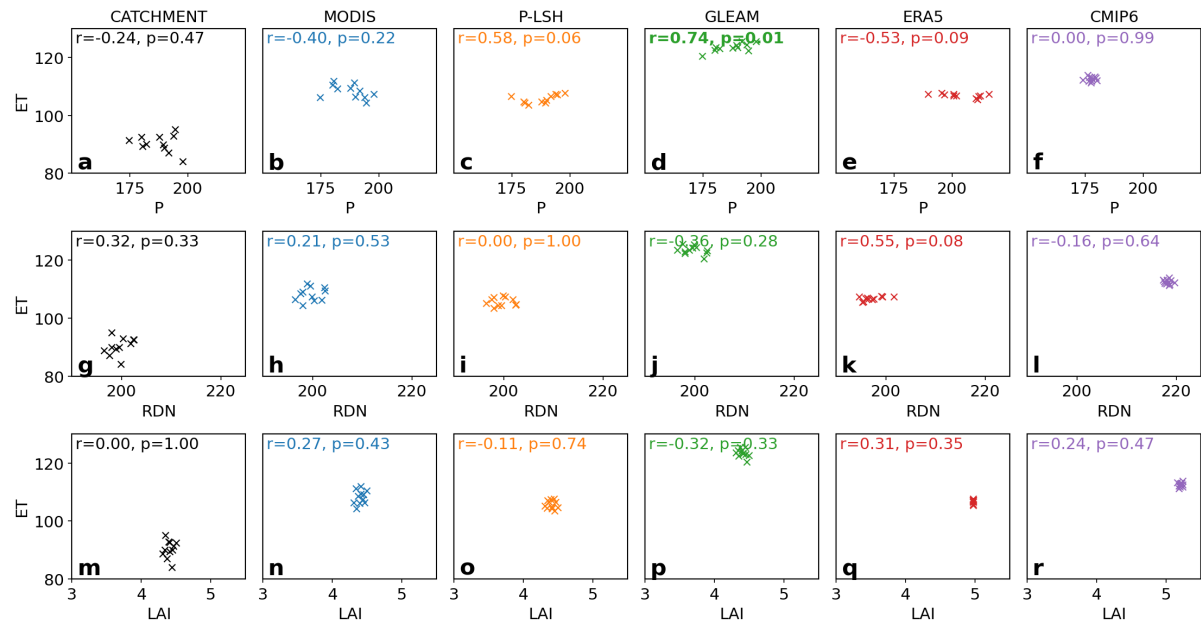 CATCHMENT MODIS P-LSH GLEAM ERA5 CMIP6
r=-0.24, p=0.47 r=-0.40, p=0.22 r=0.58, p=0.06 r=0.74, p=0.01 r=-0.53, p=0.09 r=0.00, p=0.99
120
100
80
ET
a b c d e f
175 200 175 200 175 200 175 200 175 200 175 200
P P P P P P
r=0.32, p=0.33 r=0.21, p=0.53 r=0.00, p=1.00 r=-0.36, p=0.28 r=0.55, p=0.08 r=-0.16, p=0.64
120
100
80
ET
g h i j k l
200 220 200 220 200 220 200 220 200 220 200 220
RDN RDN RDN RDN RDN RDN
r=0.00, p=1.00 r=0.27, p=0.43 r=-0.11, p=0.74 r=-0.32, p=0.33 r=0.31, p=0.35 r=0.24, p=0.47
120
100
80
ET
m n o p q r
3 4 5 3 4 5 3 4 5 3 4 5 3 4 5 3 4 5
LAI LAI LAI LAI LAI LAI